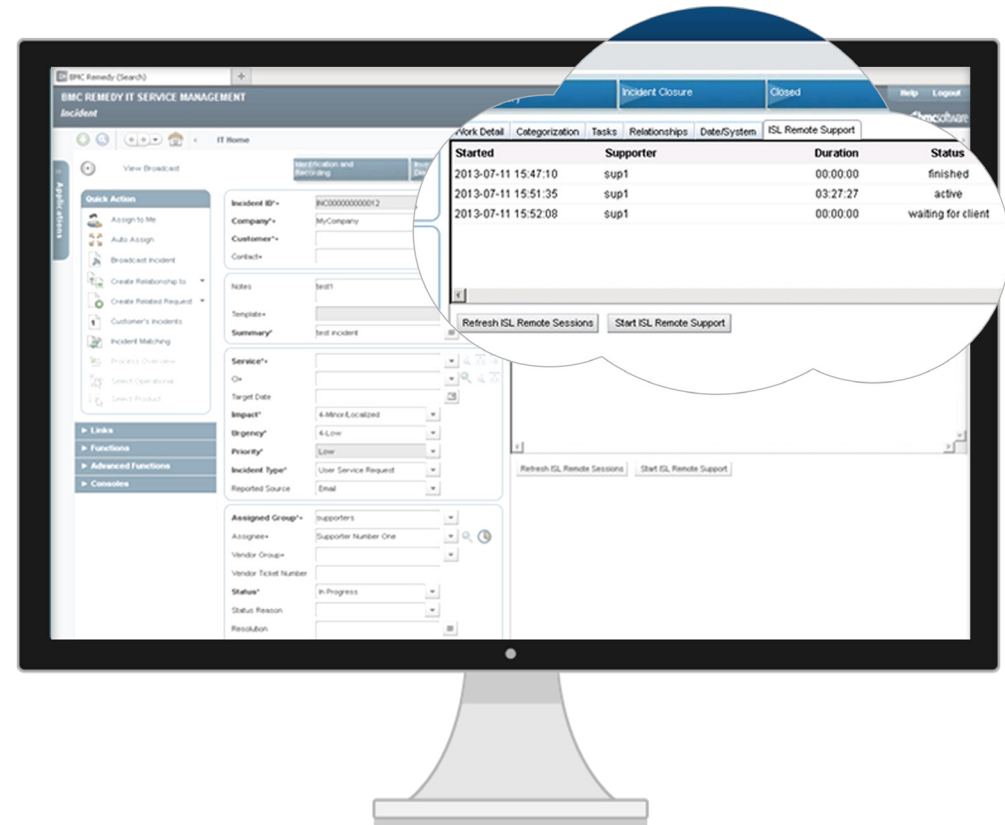 BMC Remedy (Search)
BMC REMEDY IT SERVICE MANAGEMENT
Incident
Help Logout
bmcsoftware
IT Home
Incident Closure
Closed
Applications
View Broadcast
Identification and
Recording
Quick Action
Assign to Me
Auto Assign
Broadcast Incident
Create Relationship to
Create Related Request
Customer's Incidents
Incident Matching
Process Overview
Select Operational
Select Product
Links
Functions
Advanced Functions
Consoles
Incident ID*+ INC000000000012
Company*+ MyCompany
Customer*+
Contact+
Notes test1
Template+
Summary* test incident
Service*+
CI+
Target Date
Impact* 4-Minor/Localized
Urgency* 4-Low
Priority* Low
Incident Type* User Service Request
Reported Source Email
Assigned Group*+ supporters
Assignee+ Supporter Number One
Vendor Group+
Vendor Ticket Number
Status* In Progress
Status Reason
Resolution
Work Detail Categorization Tasks Relationships Date/System ISL Remote Support
Started Supporter Duration Status
2013-07-11 15:47:10 sup1 00:00:00 finished
2013-07-11 15:51:35 sup1 03:27:27 active
2013-07-11 15:52:08 sup1 00:00:00 waiting for client
Refresh ISL Remote Sessions Start ISL Remote Support
Refresh ISL Remote Sessions Start ISL Remote Support